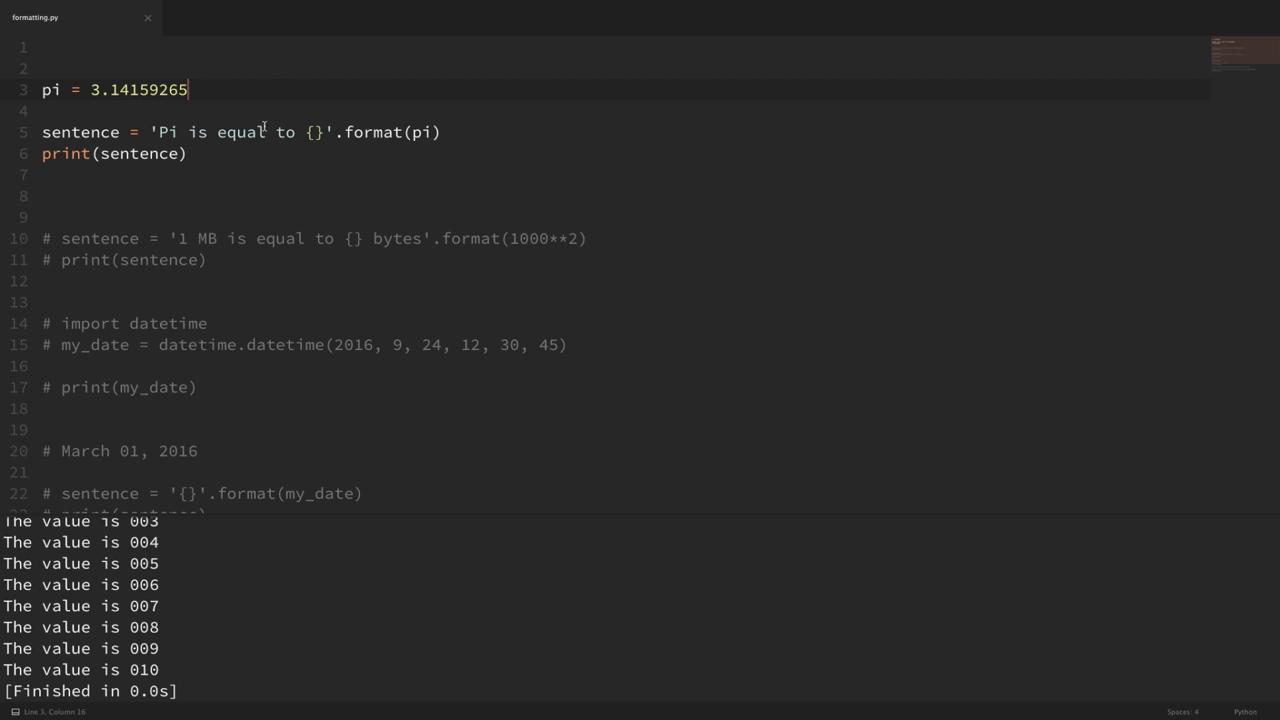 formatting.py ×
1
2
3 pi = 3.14159265
4
5 sentence = 'Pi is equal to {}'.format(pi)
6 print(sentence)
7
8
9
10 # sentence = '1 MB is equal to {} bytes'.format(1000**2)
11 # print(sentence)
12
13
14 # import datetime
15 # my_date = datetime.datetime(2016, 9, 24, 12, 30, 45)
16
17 # print(my_date)
18
19
20 # March 01, 2016
21
22 # sentence = '{}'.format(my_date)
23 # print(sentence)
The value is 003
The value is 004
The value is 005
The value is 006
The value is 007
The value is 008
The value is 009
The value is 010
[Finished in 0.0s]
Line 3, Column 16 Spaces: 4 Python